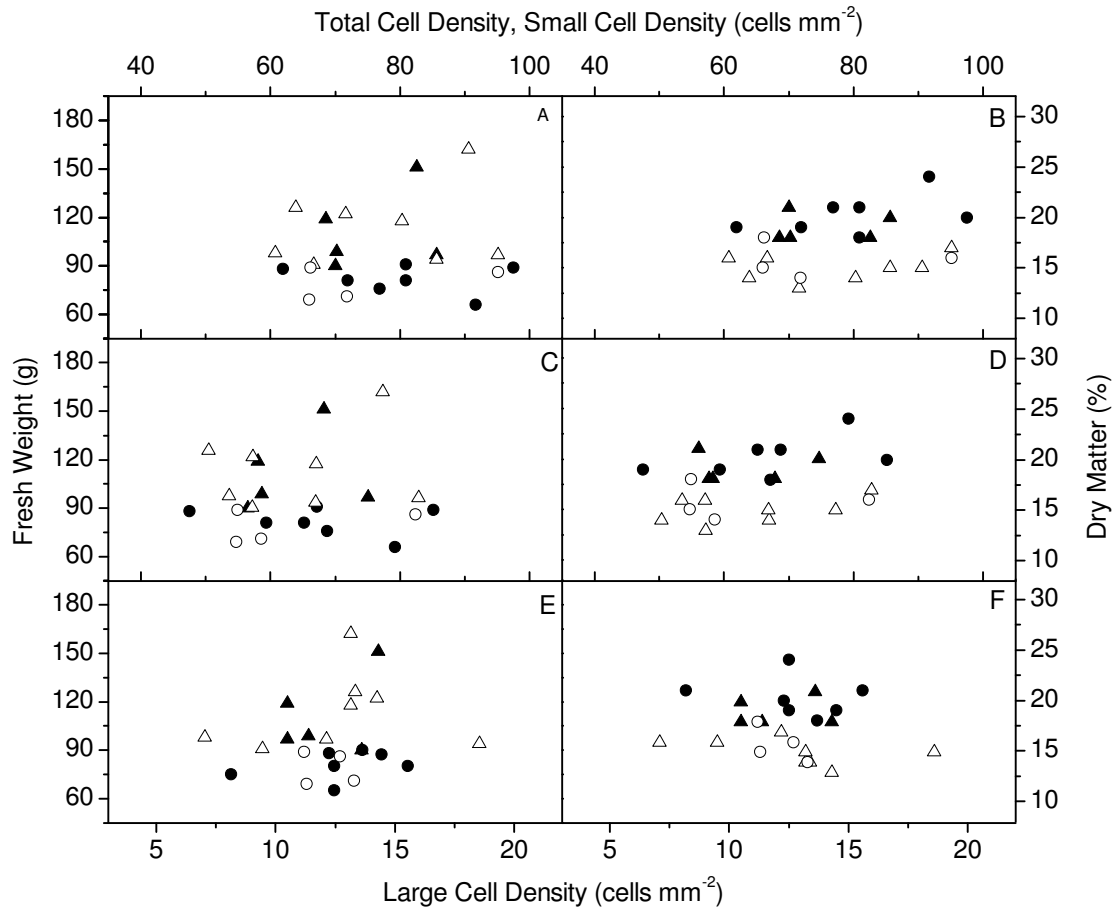 Total Cell Density, Small Cell Density (cells mm⁻²)
40 60 80 100 40 60 80 100
180 A B 30
150 25
120 20
90 15
60 10
180 C D 30
150 25
120 20
90 15
60 10
180 E F 30
150 25
120 20
90 15
60 10
Fresh Weight (g)
Dry Matter (%)
5 10 15 20 5 10 15 20
Large Cell Density (cells mm⁻²)